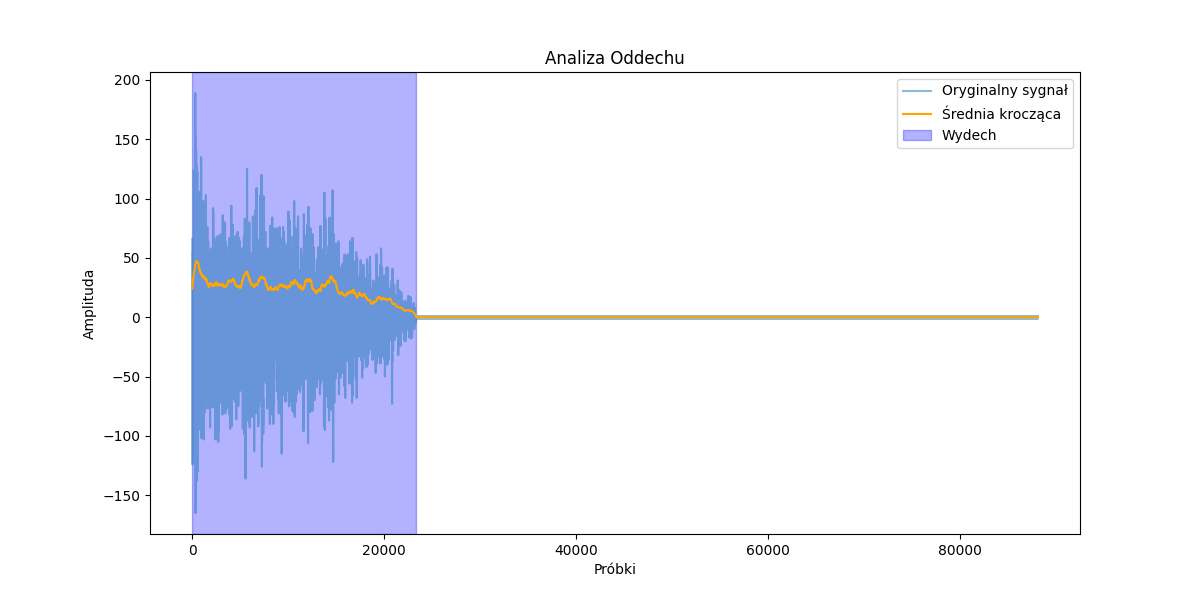 Analiza Oddechu
Oryginalny sygnał
Średnia krocząca
Wydech
200
150
100
50
0
−50
−100
−150
Amplituda
0 20000 40000 60000 80000
Próbki